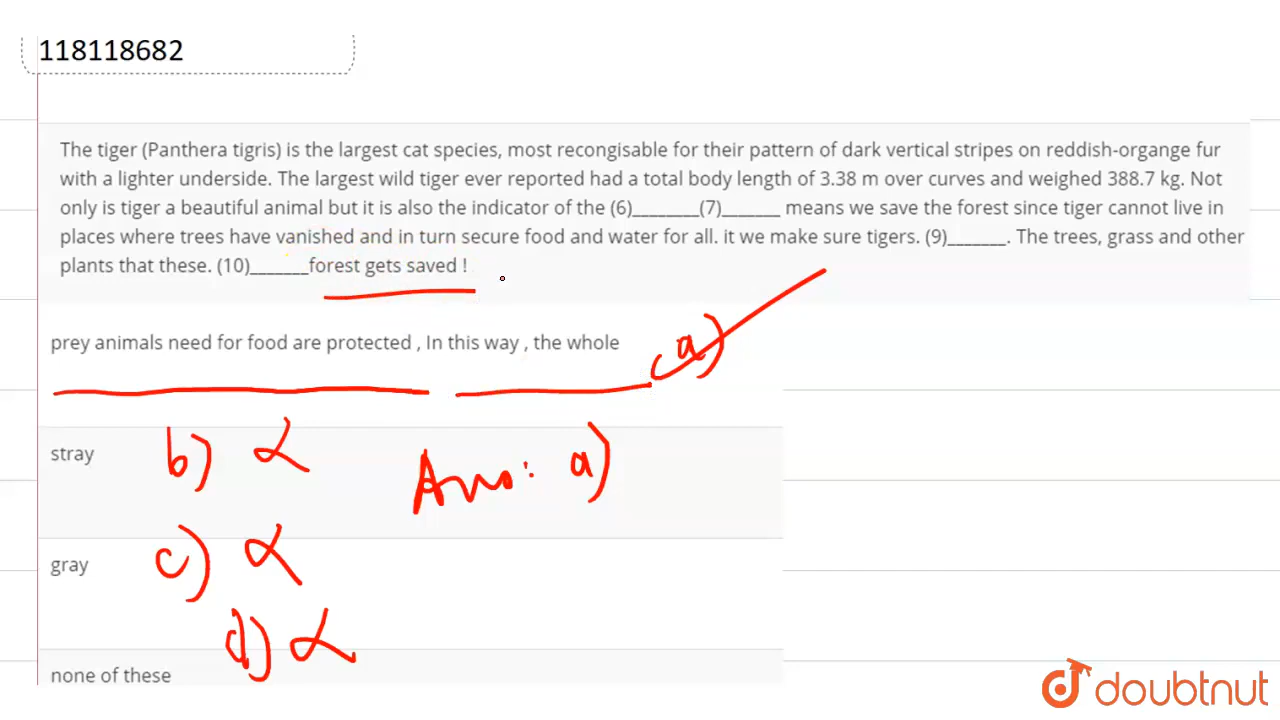 118118682
The tiger (Panthera tigris) is the largest cat species, most recongisable for their pattern of dark vertical stripes on reddish-organge fur
with a lighter underside. The largest wild tiger ever reported had a total body length of 3.38 m over curves and weighed 388.7 kg. Not
only is tiger a beautiful animal but it is also the indicator of the (6)________(7)_______ means we save the forest since tiger cannot live in
places where trees have vanished and in turn secure food and water for all. it we make sure tigers. (9)_______. The trees, grass and other
plants that these. (10)_______forest gets saved !
prey animals need for food are protected , In this way , the whole
a)
stray b) α Ans: a)
gray c) α
d) α
none of these
doubtnut